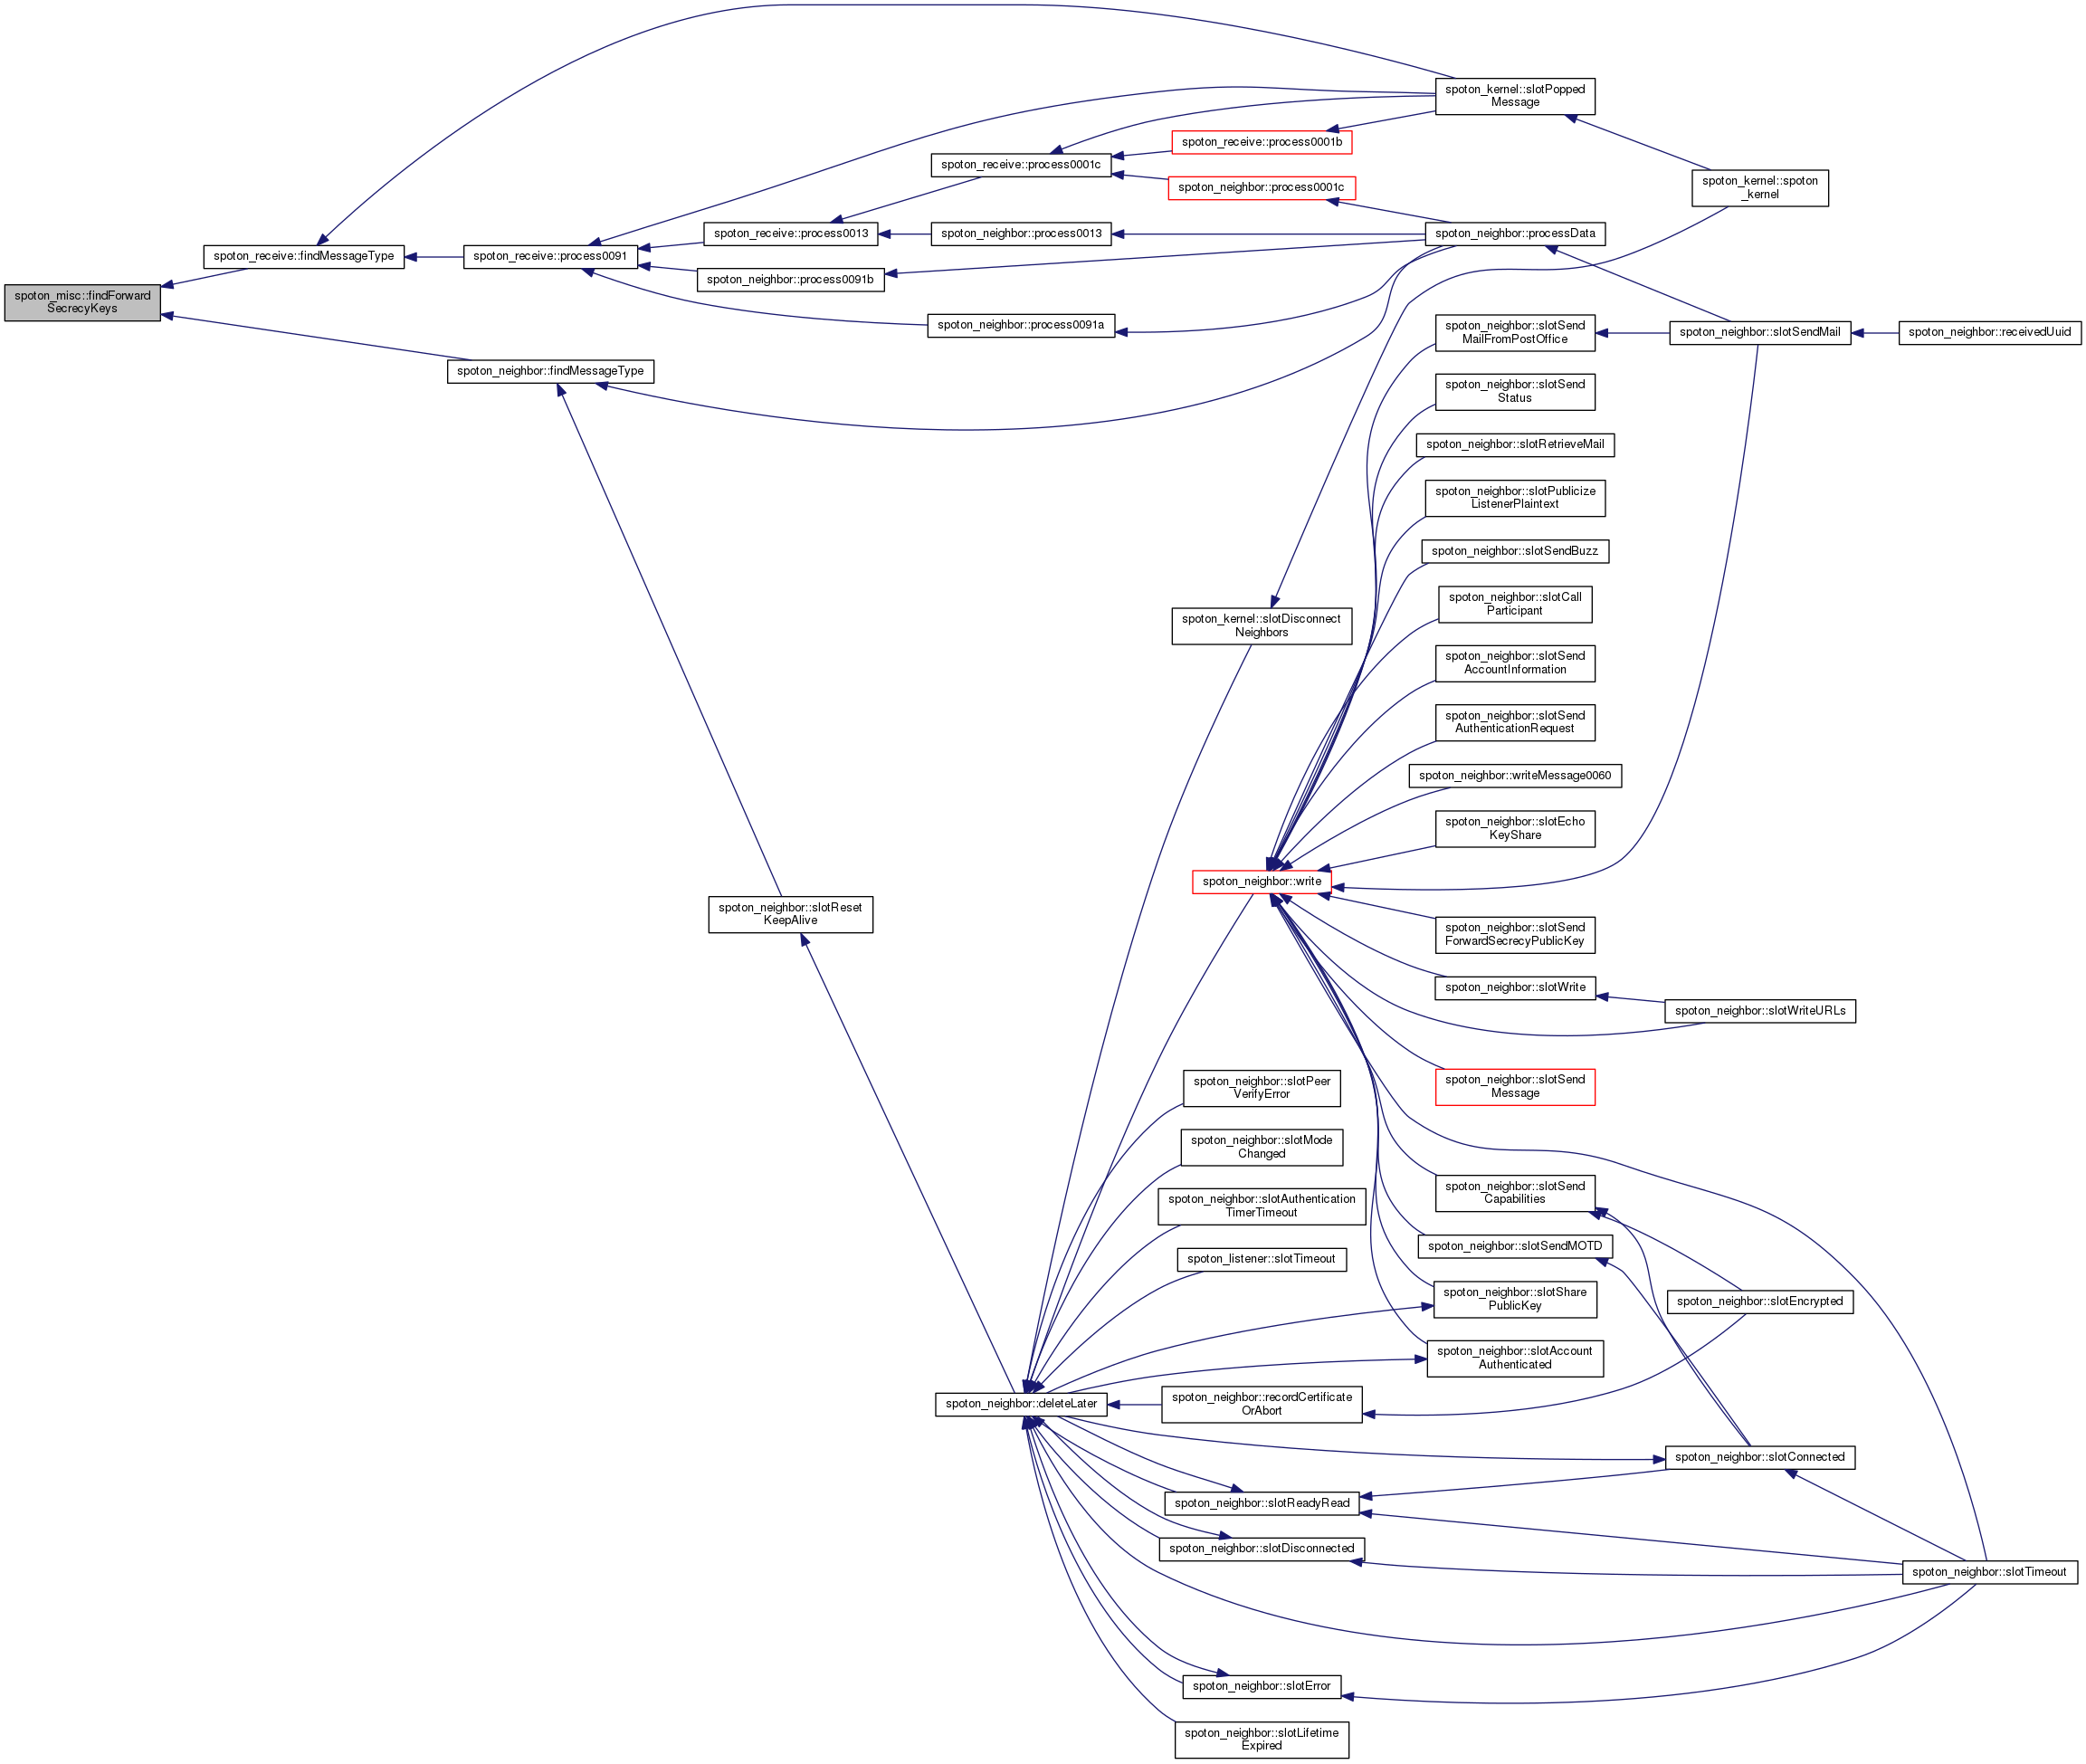 spoton_kernel::slotPopped
Message
spoton_receive::process0001b
spoton_receive::process0001c
spoton_neighbor::process0001c
spoton_kernel::spoton
_kernel
spoton_receive::process0013
spoton_neighbor::process0013
spoton_neighbor::processData
spoton_receive::findMessageType
spoton_receive::process0091
spoton_neighbor::process0091b
spoton_misc::findForward
SecrecyKeys
spoton_neighbor::process0091a
spoton_neighbor::slotSend
MailFromPostOffice
spoton_neighbor::slotSendMail
spoton_neighbor::receivedUuid
spoton_neighbor::findMessageType
spoton_neighbor::slotSend
Status
spoton_neighbor::slotRetrieveMail
spoton_neighbor::slotPublicize
ListenerPlaintext
spoton_neighbor::slotSendBuzz
spoton_neighbor::slotCall
Participant
spoton_kernel::slotDisconnect
Neighbors
spoton_neighbor::slotSend
AccountInformation
spoton_neighbor::slotSend
AuthenticationRequest
spoton_neighbor::writeMessage0060
spoton_neighbor::slotEcho
KeyShare
spoton_neighbor::write
spoton_neighbor::slotReset
KeepAlive
spoton_neighbor::slotSend
ForwardSecrecyPublicKey
spoton_neighbor::slotWrite
spoton_neighbor::slotWriteURLs
spoton_neighbor::slotPeer
VerifyError
spoton_neighbor::slotSend
Message
spoton_neighbor::slotMode
Changed
spoton_neighbor::slotAuthentication
TimerTimeout
spoton_neighbor::slotSend
Capabilities
spoton_listener::slotTimeout
spoton_neighbor::slotSendMOTD
spoton_neighbor::slotShare
PublicKey
spoton_neighbor::slotEncrypted
spoton_neighbor::slotAccount
Authenticated
spoton_neighbor::deleteLater
spoton_neighbor::recordCertificate
OrAbort
spoton_neighbor::slotConnected
spoton_neighbor::slotReadyRead
spoton_neighbor::slotDisconnected
spoton_neighbor::slotTimeout
spoton_neighbor::slotError
spoton_neighbor::slotLifetime
Expired